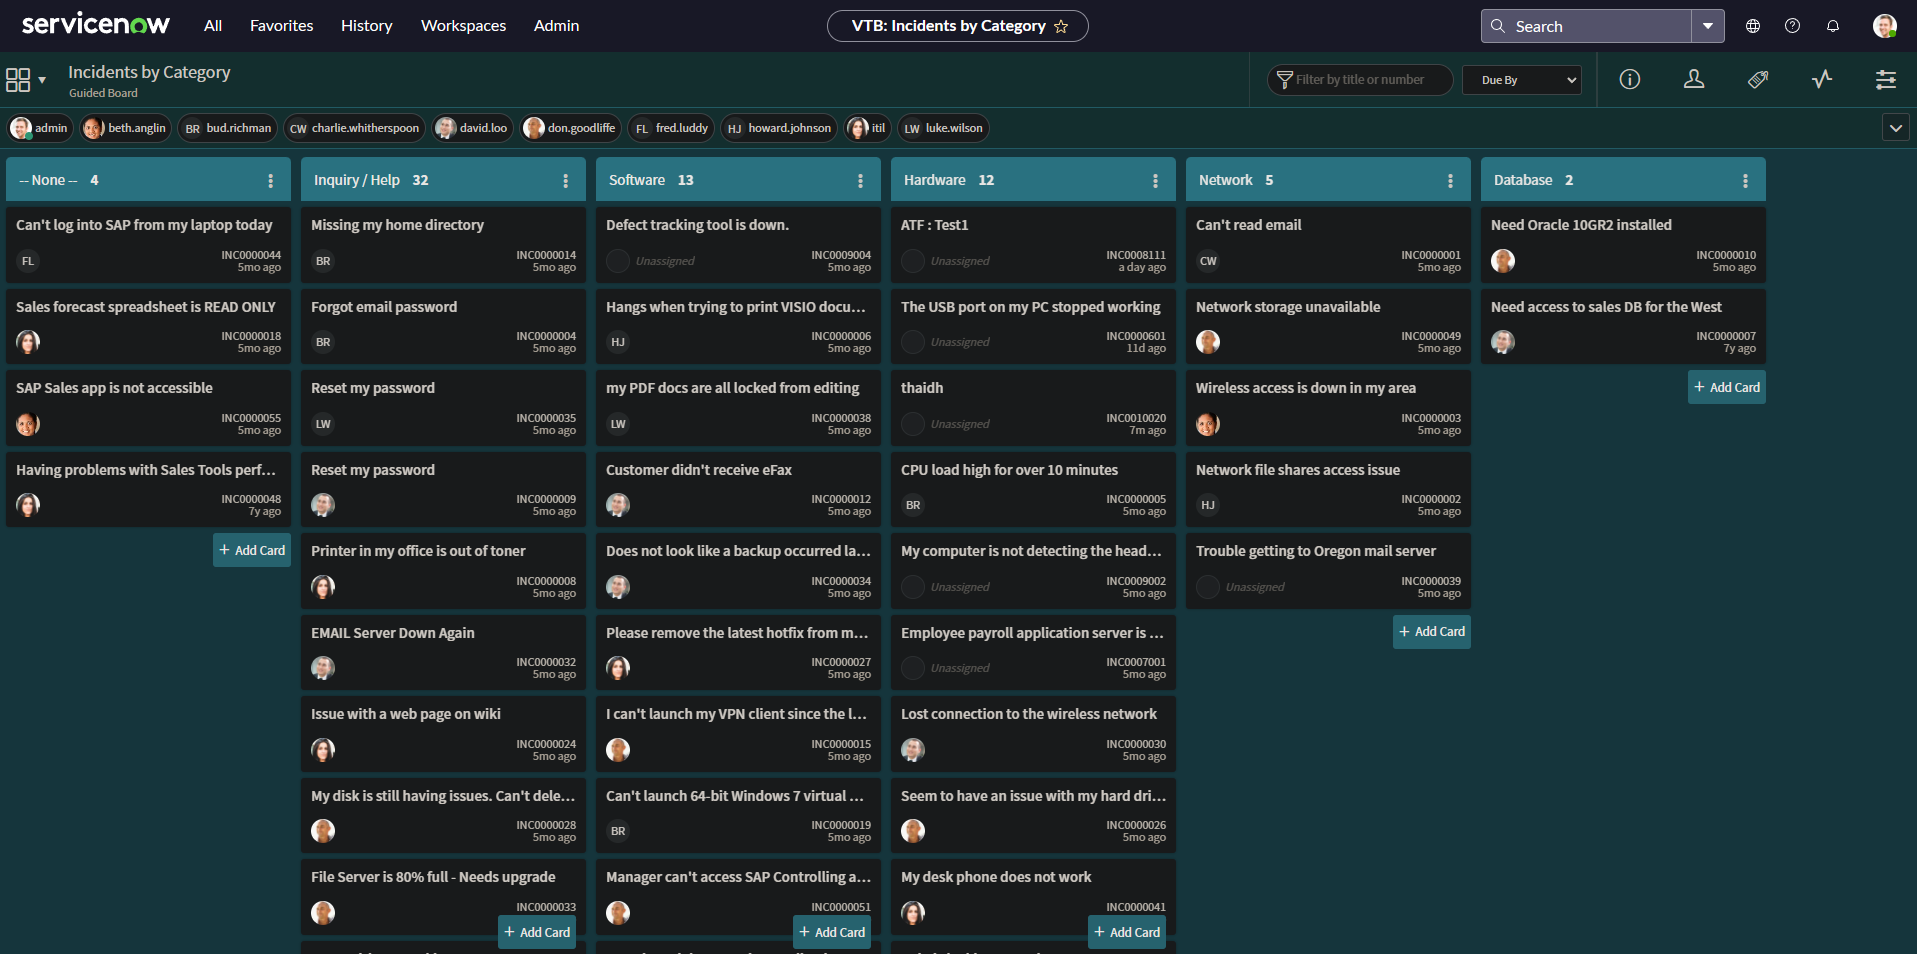 servicenow All Favorites History Workspaces Admin VTB: Incidents by Category Search
Incidents by Category
Guided Board
Filter by title or number Due By
admin beth.anglin BR bud.richman CW charlie.whitherspoon david.loo don.goodliffe FL fred.luddy HJ howard.johnson itil LW luke.wilson
-- None -- 4
Can't log into SAP from my laptop today
FL INC0000044
5mo ago
Sales forecast spreadsheet is READ ONLY
INC0000018
5mo ago
SAP Sales app is not accessible
INC0000055
5mo ago
Having problems with Sales Tools perf...
INC0000048
7y ago
+ Add Card
Inquiry / Help 32
Missing my home directory
BR INC0000014
5mo ago
Forgot email password
BR INC0000004
5mo ago
Reset my password
LW INC0000035
5mo ago
Reset my password
INC0000009
5mo ago
Printer in my office is out of toner
INC0000008
5mo ago
EMAIL Server Down Again
INC0000032
5mo ago
Issue with a web page on wiki
INC0000024
5mo ago
My disk is still having issues. Can't dele...
INC0000028
5mo ago
File Server is 80% full - Needs upgrade
INC0000033
+ Add Card
Software 13
Defect tracking tool is down.
Unassigned INC0009004
5mo ago
Hangs when trying to print VISIO docu...
HJ INC0000006
5mo ago
my PDF docs are all locked from editing
LW INC0000038
5mo ago
Customer didn't receive eFax
INC0000012
5mo ago
Does not look like a backup occurred la...
INC0000034
5mo ago
Please remove the latest hotfix from m...
INC0000027
5mo ago
I can't launch my VPN client since the l...
INC0000015
5mo ago
Can't launch 64-bit Windows 7 virtual ...
BR INC0000019
5mo ago
Manager can't access SAP Controlling a...
INC0000051
+ Add Card
Hardware 12
ATF : Test1
Unassigned INC0008111
a day ago
The USB port on my PC stopped working
Unassigned INC0000601
11d ago
thaidh
Unassigned INC0010020
7m ago
CPU load high for over 10 minutes
BR INC0000005
5mo ago
My computer is not detecting the head...
Unassigned INC0009002
5mo ago
Employee payroll application server is ...
Unassigned INC0007001
5mo ago
Lost connection to the wireless network
INC0000030
5mo ago
Seem to have an issue with my hard dri...
INC0000026
5mo ago
My desk phone does not work
INC0000041
+ Add Card
Network 5
Can't read email
CW INC0000001
5mo ago
Network storage unavailable
INC0000049
5mo ago
Wireless access is down in my area
INC0000003
5mo ago
Network file shares access issue
HJ INC0000002
5mo ago
Trouble getting to Oregon mail server
Unassigned INC0000039
5mo ago
+ Add Card
Database 2
Need Oracle 10GR2 installed
INC0000010
5mo ago
Need access to sales DB for the West
INC0000007
7y ago
+ Add Card